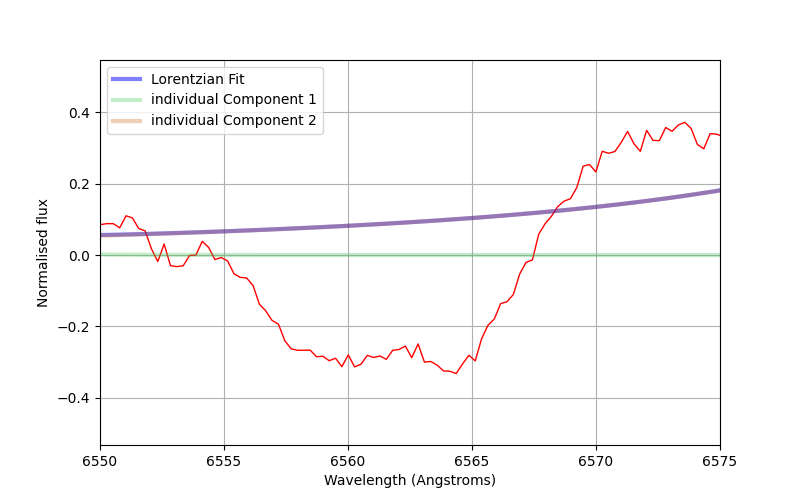 Lorentzian Fit
individual Component 1
individual Component 2
0.4
0.2
0.0
−0.2
−0.4
Normalised flux
6550 6555 6560 6565 6570 6575
Wavelength (Angstroms)